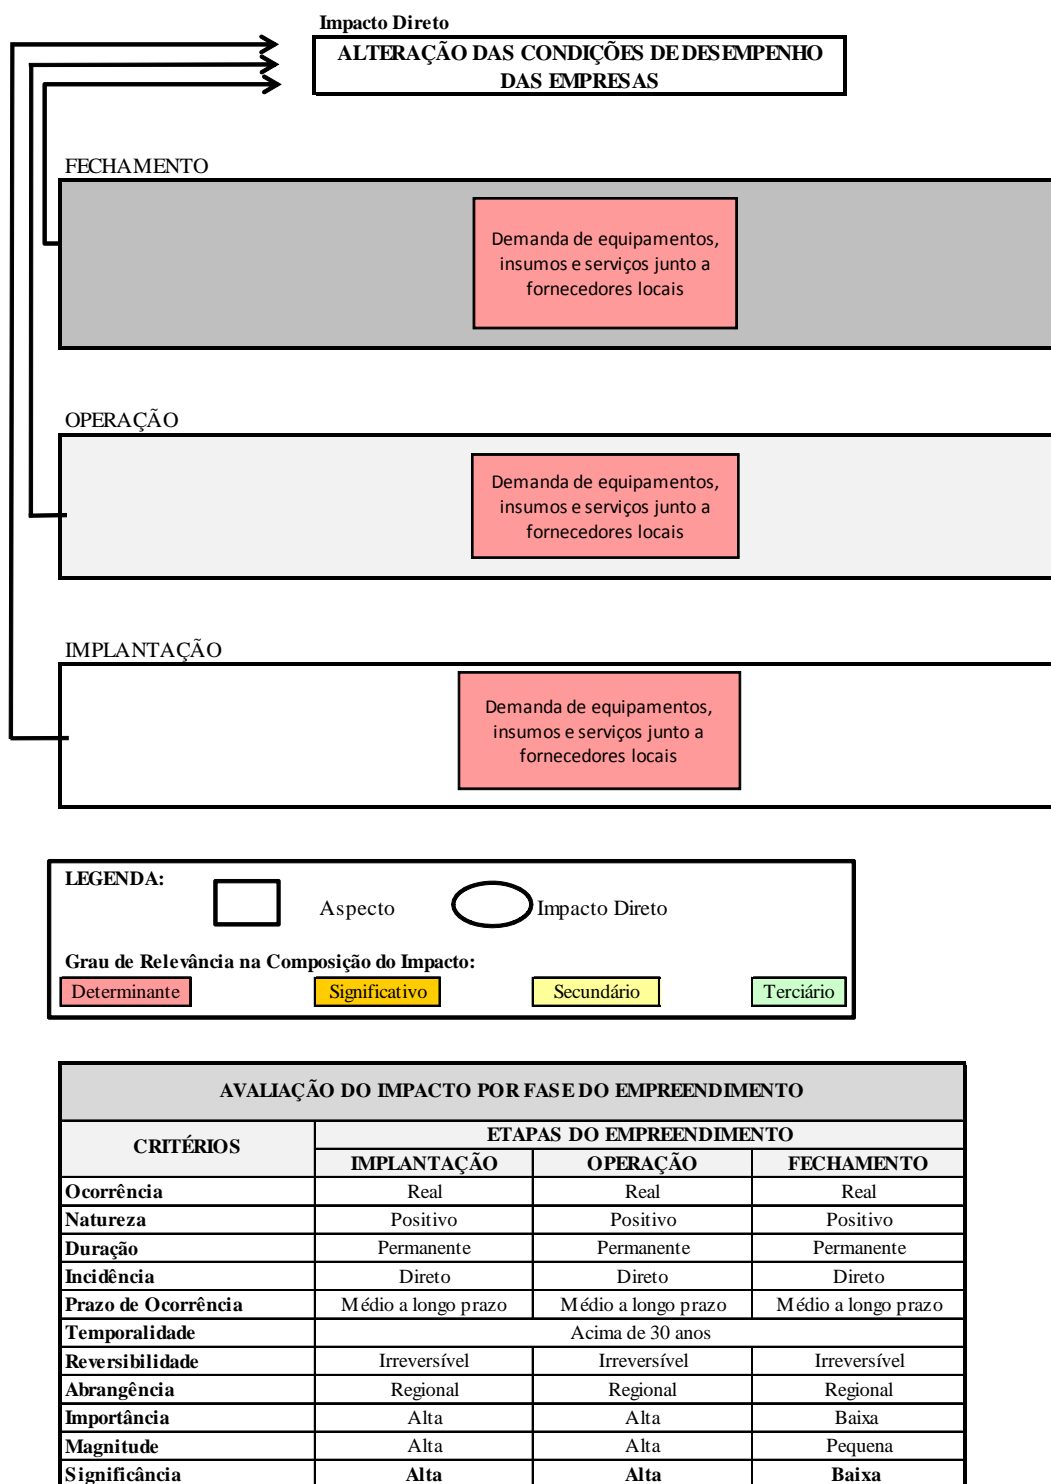 Impacto Direto
ALTERAÇÃO DAS CONDIÇÕES DE DESEMPENHO
DAS EMPRESAS
FECHAMENTO
Demanda de equipamentos,
insumos e serviços junto a
fornecedores locais
OPERAÇÃO
Demanda de equipamentos,
insumos e serviços junto a
fornecedores locais
IMPLANTAÇÃO
Demanda de equipamentos,
insumos e serviços junto a
fornecedores locais
LEGENDA:
Aspecto Impacto Direto
Grau de Relevância na Composição do Impacto:
Determinante Significativo Secundário Terciário
AVALIAÇÃO DO IMPACTO POR FASE DO EMPREENDIMENTO
CRITÉRIOS ETAPAS DO EMPREENDIMENTO
IMPLANTAÇÃO OPERAÇÃO FECHAMENTO
Ocorrência Real Real Real
Natureza Positivo Positivo Positivo
Duração Permanente Permanente Permanente
Incidência Direto Direto Direto
Prazo de Ocorrência Médio a longo prazo Médio a longo prazo Médio a longo prazo
Temporalidade Acima de 30 anos
Reversibilidade Irreversível Irreversível Irreversível
Abrangência Regional Regional Regional
Importância Alta Alta Baixa
Magnitude Alta Alta Pequena
Significância Alta Alta Baixa